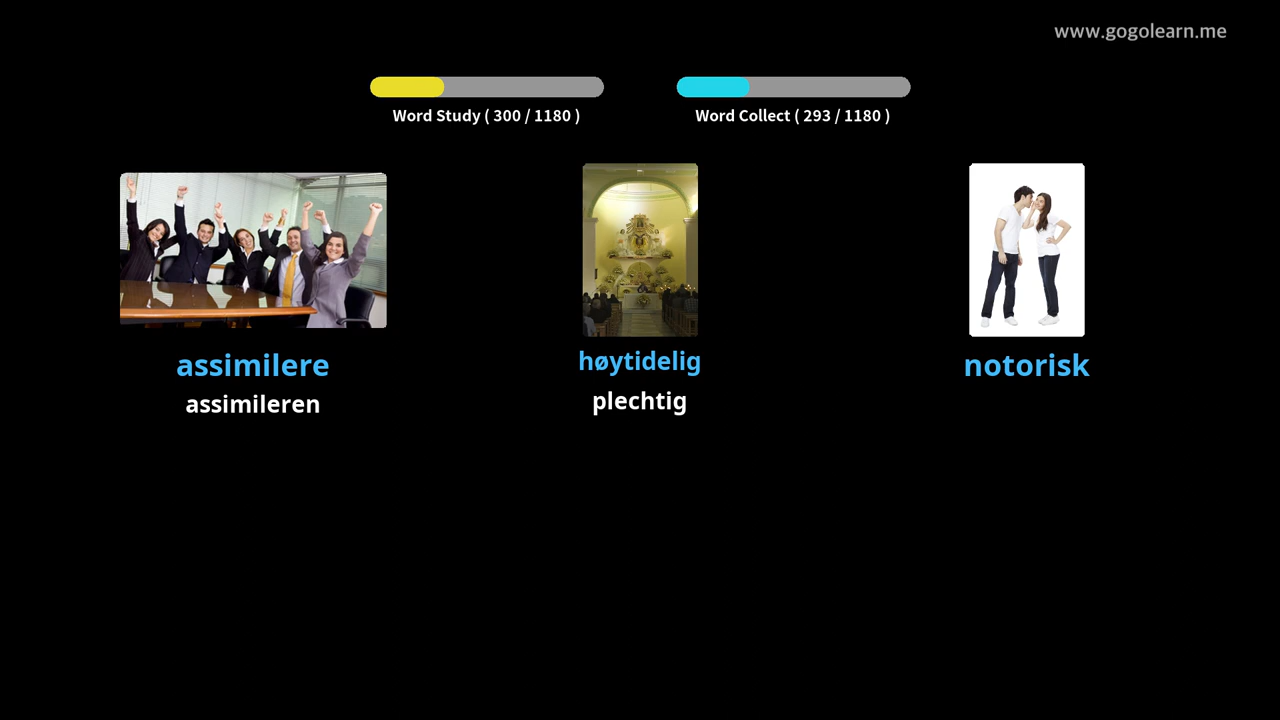 www.gogolearn.me
Word Study ( 300 / 1180 )
Word Collect ( 293 / 1180 )
assimilere
assimileren
høytidelig
plechtig
notorisk